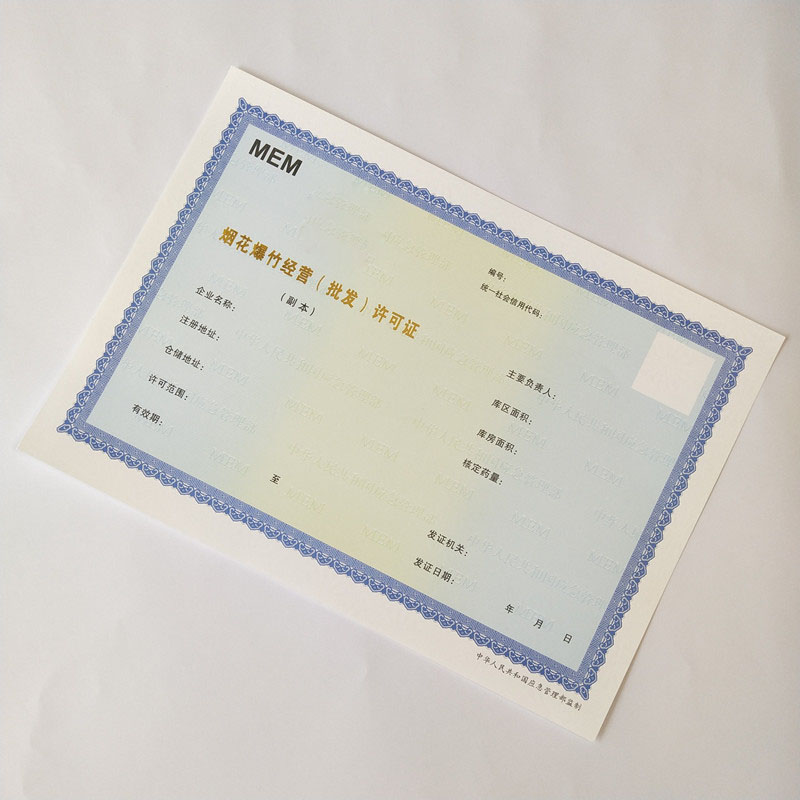 MEM
烟花爆竹经营（批发）许可证
（副本）
编号：
统一社会信用代码：
企业名称：
注册地址：
仓储地址：
许可范围：
有效期：
至
主要负责人：
库区面积：
库房面积：
核定药量：
发证机关：
发证日期：
年 月 日
中华人民共和国应急管理部监制